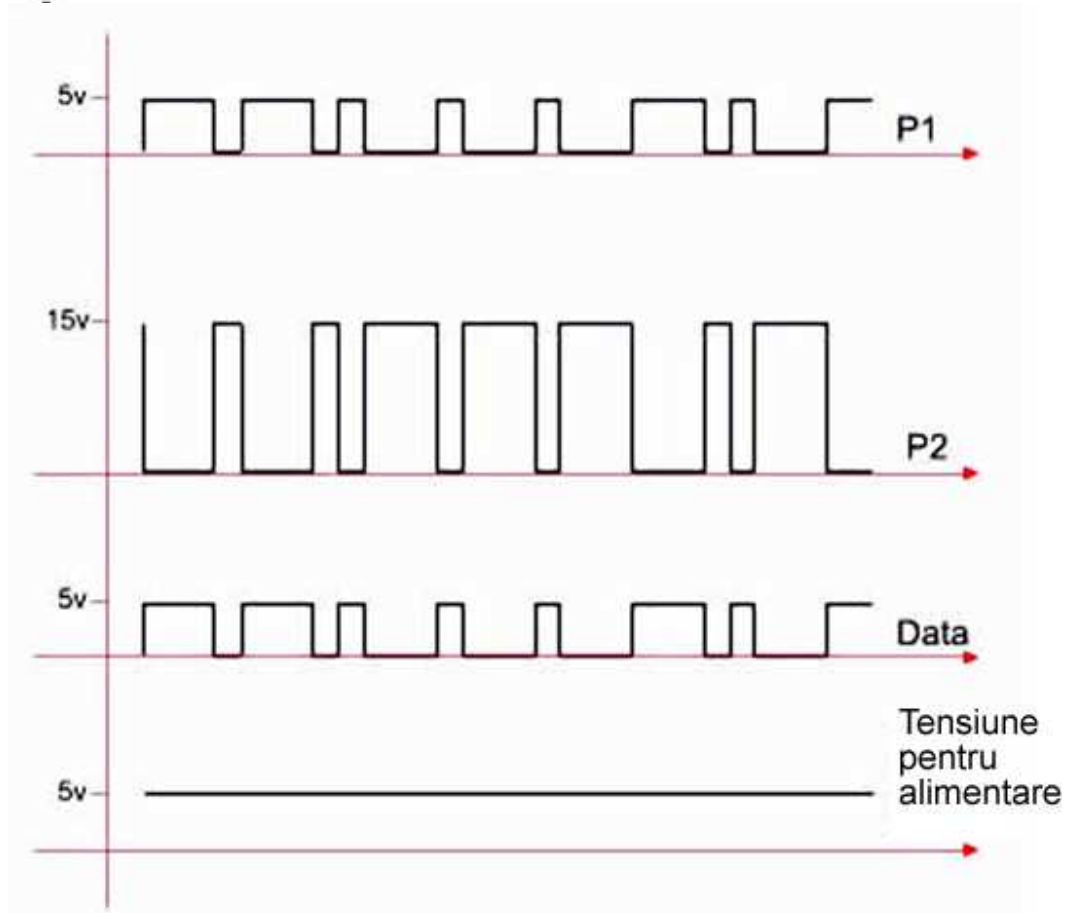 5v
P1
15v
P2
5v
Data
Tensiune
pentru
5v
alimentare